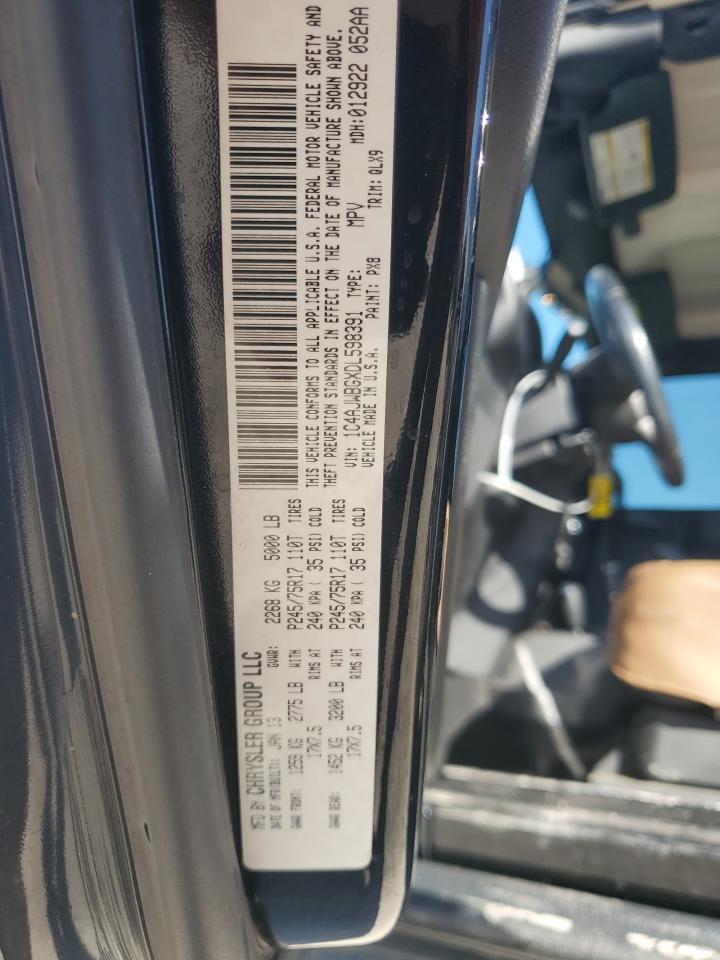 MFD BY CHRYSLER GROUP LLC
DATE OF MFR(BUILT): JAN 13 GVWR: 2268 KG 5000 LB
GAWR FRONT: 1259 KG 2775 LB WITH P245/75R17 110T TIRES
17X7.5 RIMS AT 240 KPA ( 35 PSI) COLD
GAWR REAR: 1452 KG 3200 LB WITH P245/75R17 110T TIRES
17X7.5 RIMS AT 240 KPA ( 35 PSI) COLD
THIS VEHICLE CONFORMS TO ALL APPLICABLE U.S.A. FEDERAL MOTOR VEHICLE SAFETY AND
THEFT PREVENTION STANDARDS IN EFFECT ON THE DATE OF MANUFACTURE SHOWN ABOVE.
VIN: 1C4AJWBGXDL598391 TYPE: MPV MDH:012922 052AA
VEHICLE MADE IN U.S.A. PAINT: PX8 TRIM: QLX9